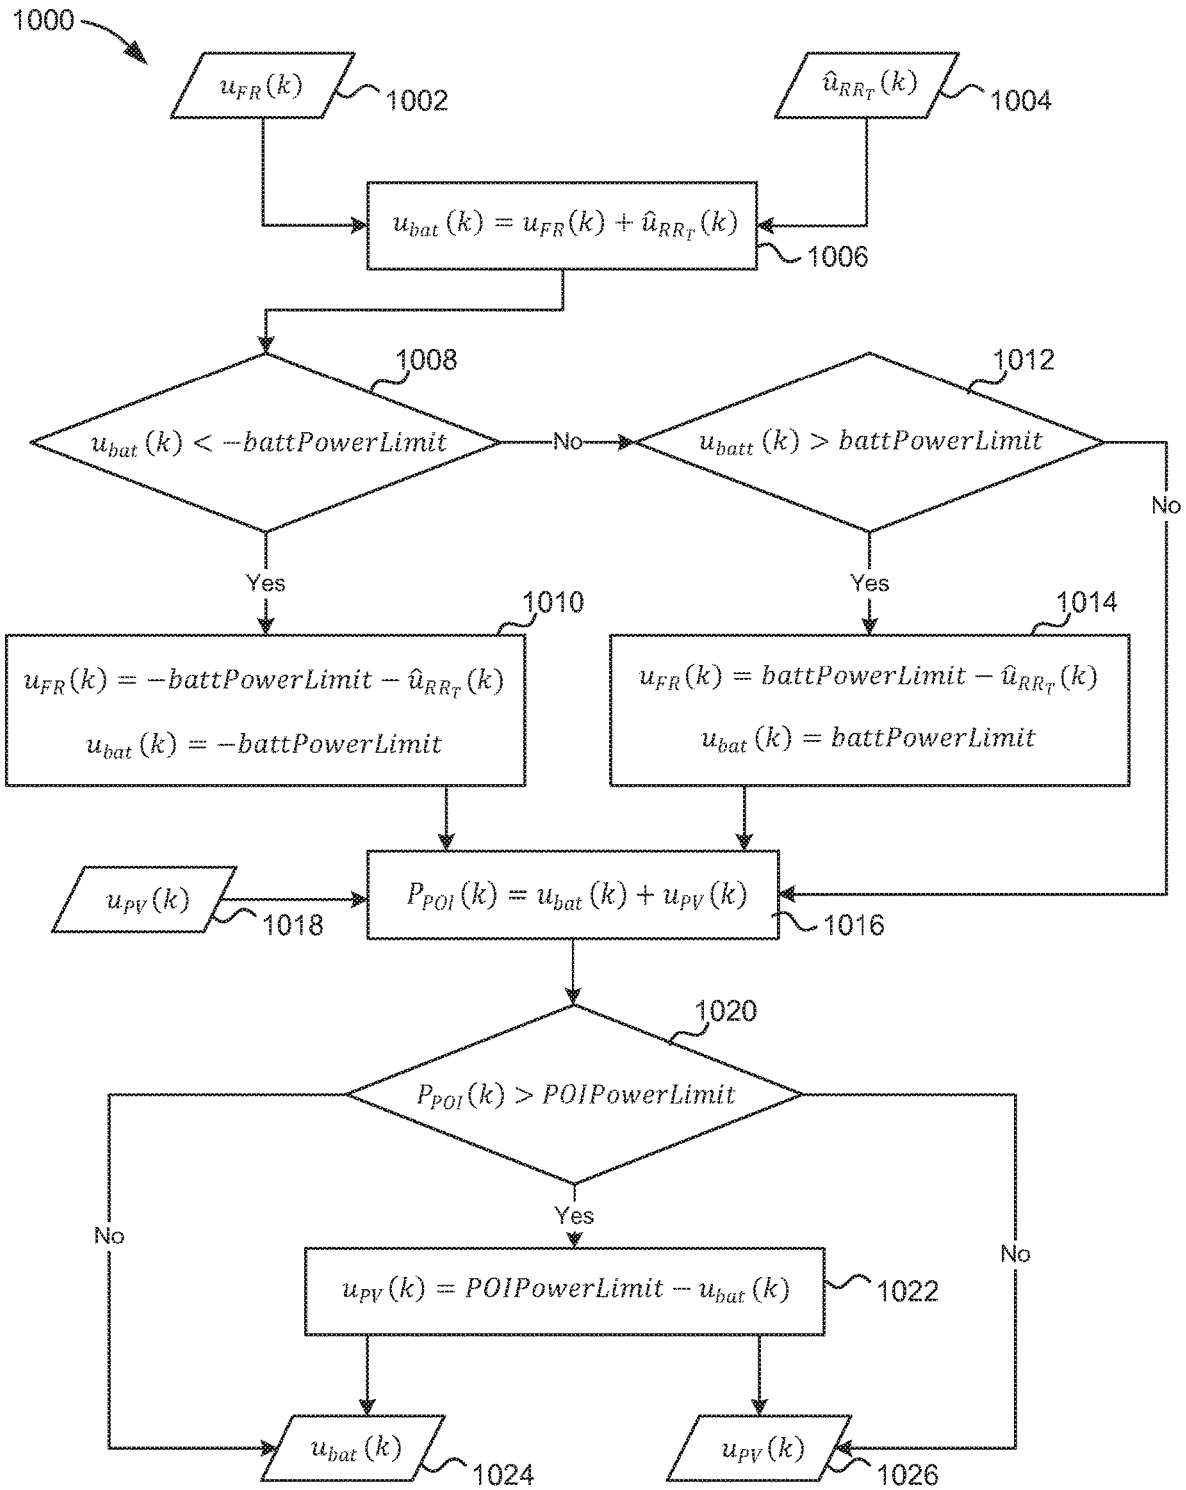 1000
u_FR(k)
1002
û_RR_T(k)
1004
u_bat(k) = u_FR(k) + û_RR_T(k)
1006
1008
u_bat(k) < −battPowerLimit
No
1012
u_batt(k) > battPowerLimit
No
Yes
Yes
1010
u_FR(k) = −battPowerLimit − û_RR_T(k)
u_bat(k) = −battPowerLimit
1014
u_FR(k) = battPowerLimit − û_RR_T(k)
u_bat(k) = battPowerLimit
u_PV(k)
1018
P_POI(k) = u_bat(k) + u_PV(k)
1016
1020
P_POI(k) > POIPowerLimit
No
Yes
No
u_PV(k) = POIPowerLimit − u_bat(k)
1022
u_bat(k)
1024
u_PV(k)
1026